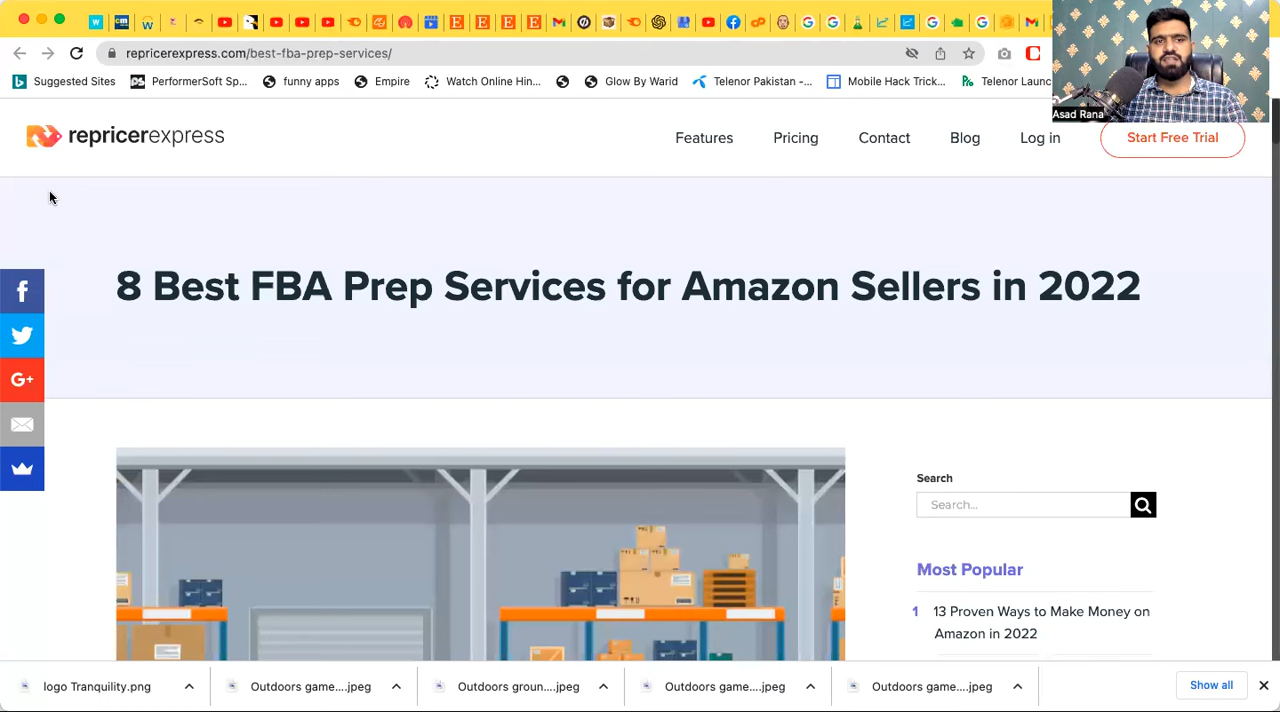 repricerexpress.com/best-fba-prep-services/
Suggested Sites
PerformerSoft Sp...
funny apps
Empire
Watch Online Hin...
Glow By Warid
Telenor Pakistan -...
Mobile Hack Trick...
Telenor Launc
Asad Rana
repricerexpress
Features
Pricing
Contact
Blog
Log in
Start Free Trial
8 Best FBA Prep Services for Amazon Sellers in 2022
G+
Search
Search...
Most Popular
1 13 Proven Ways to Make Money on
Amazon in 2022
logo Tranquility.png
Outdoors game....jpeg
Outdoors groun....jpeg
Outdoors game....jpeg
Outdoors game....jpeg
Show all